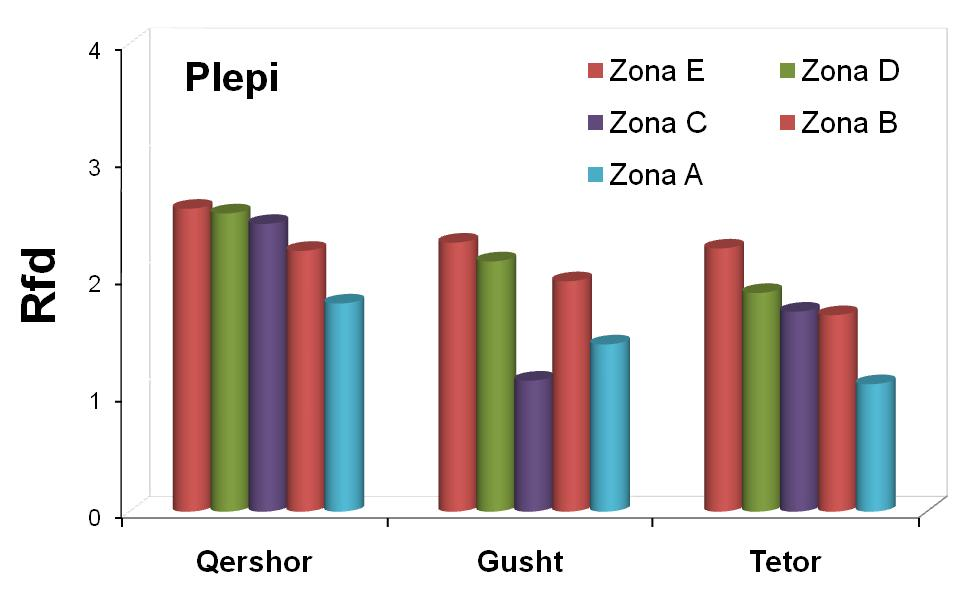 Plepi
Zona E
Zona D
Zona C
Zona B
Zona A
Rfd
4
3
2
1
0
Qershor
Gusht
Tetor